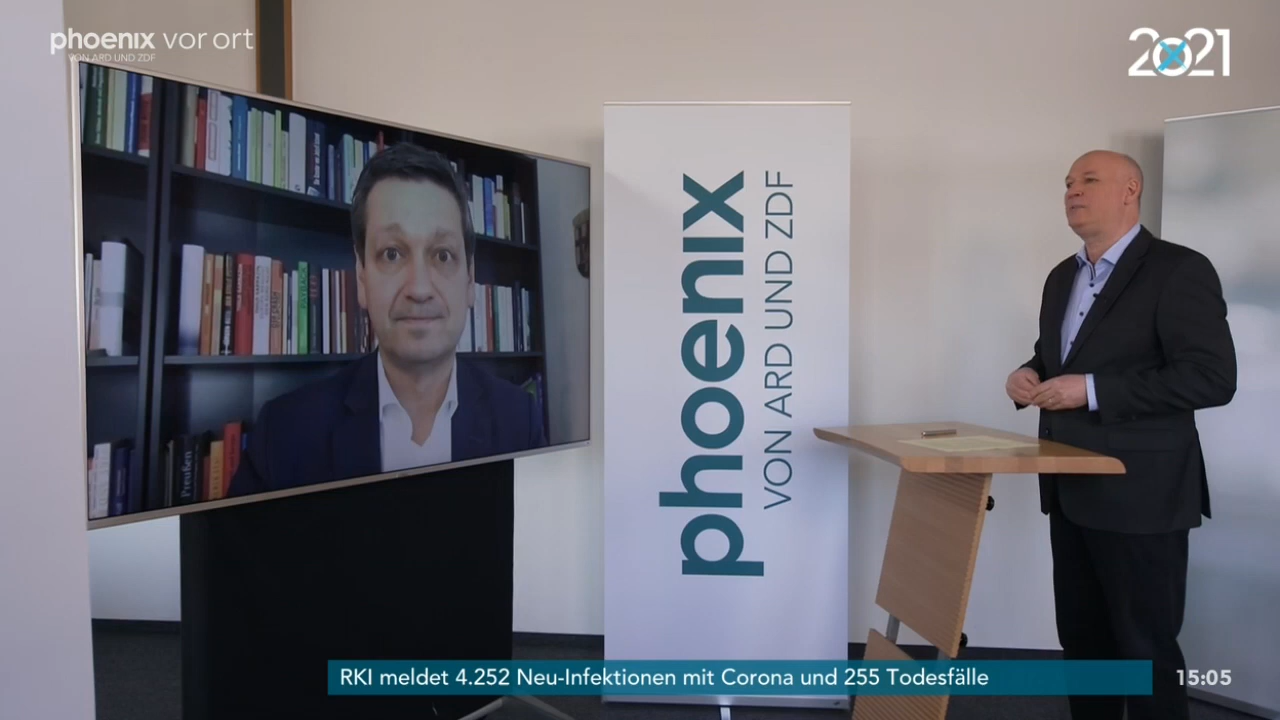 phoenix vor ort
VON ARD UND ZDF
2021
phoenix
VON ARD UND ZDF
Preußen
RKI meldet 4.252 Neu-Infektionen mit Corona und 255 Todesfälle
15:05